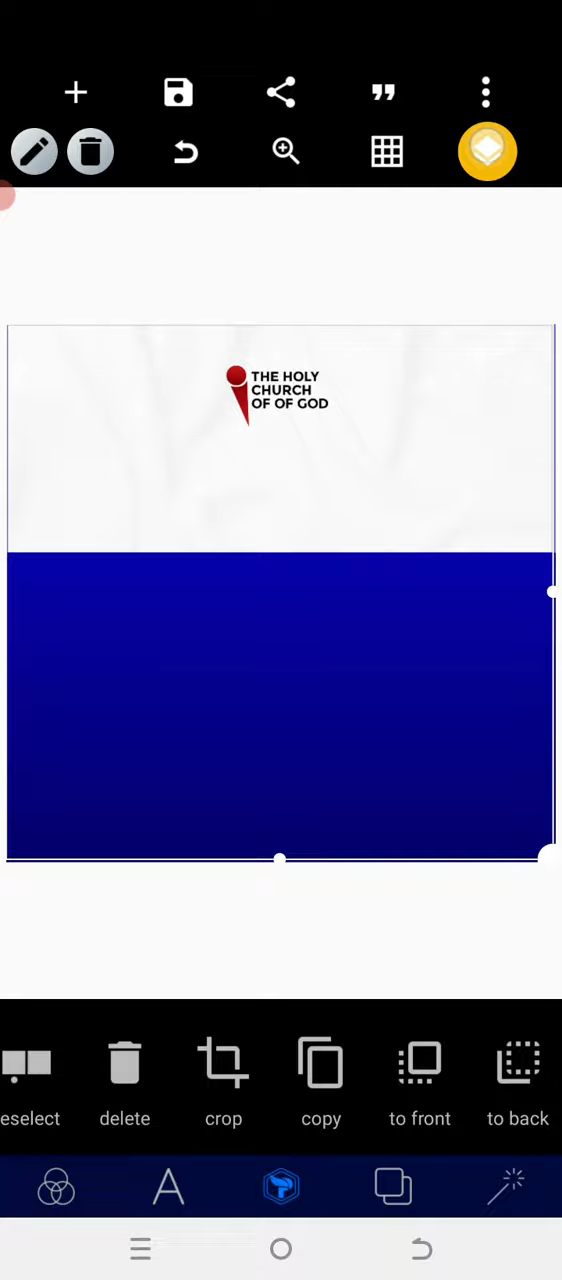 THE HOLY
CHURCH
OF OF GOD
eselect
delete
crop
copy
to front
to back